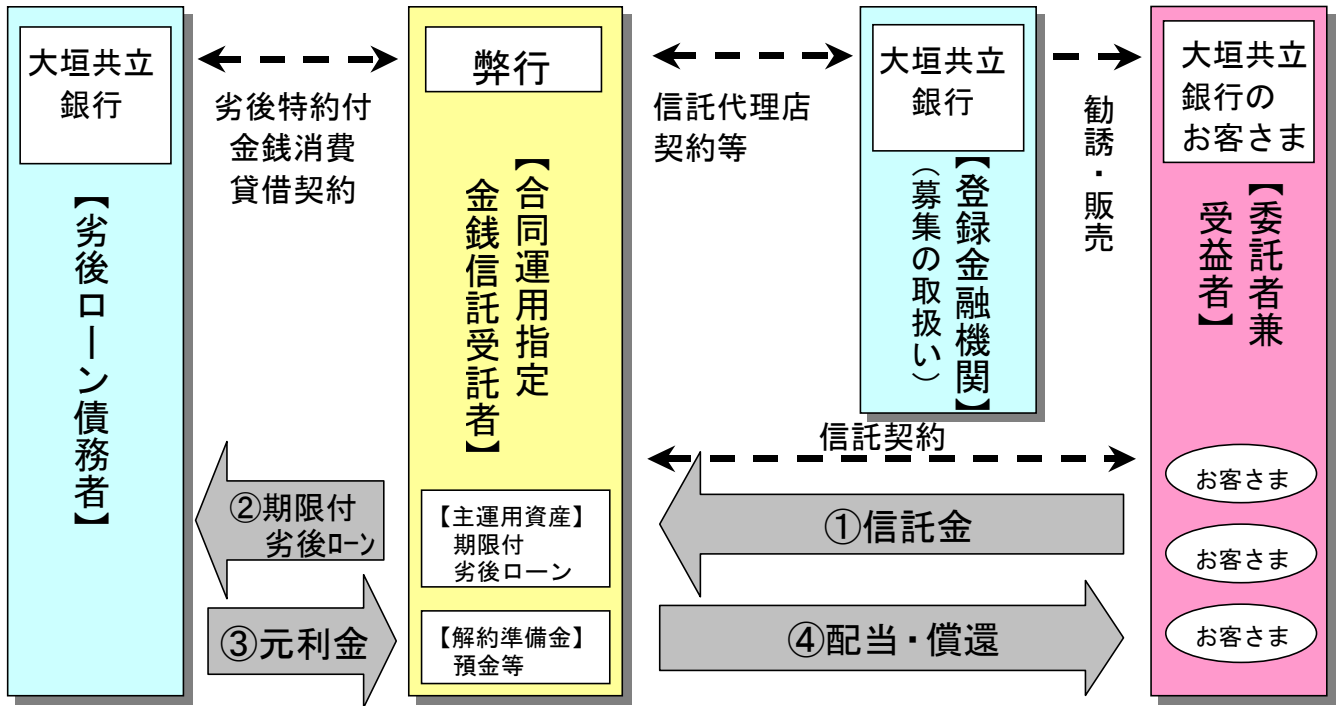 大垣共立
銀行
【劣後ローン債務者】
劣後特約付
金銭消費
貸借契約
弊行
【合同運用指定
金銭信託受託者】
信託代理店
契約等
大垣共立
銀行
【登録金融機関】
（募集の取扱い）
勧誘・販売
大垣共立
銀行の
お客さま
【委託者兼
受益者】
信託契約
②期限付
劣後ﾛｰﾝ
【主運用資産】
期限付
劣後ローン
①信託金
お客さま
お客さま
③元利金
【解約準備金】
預金等
④配当・償還
お客さま